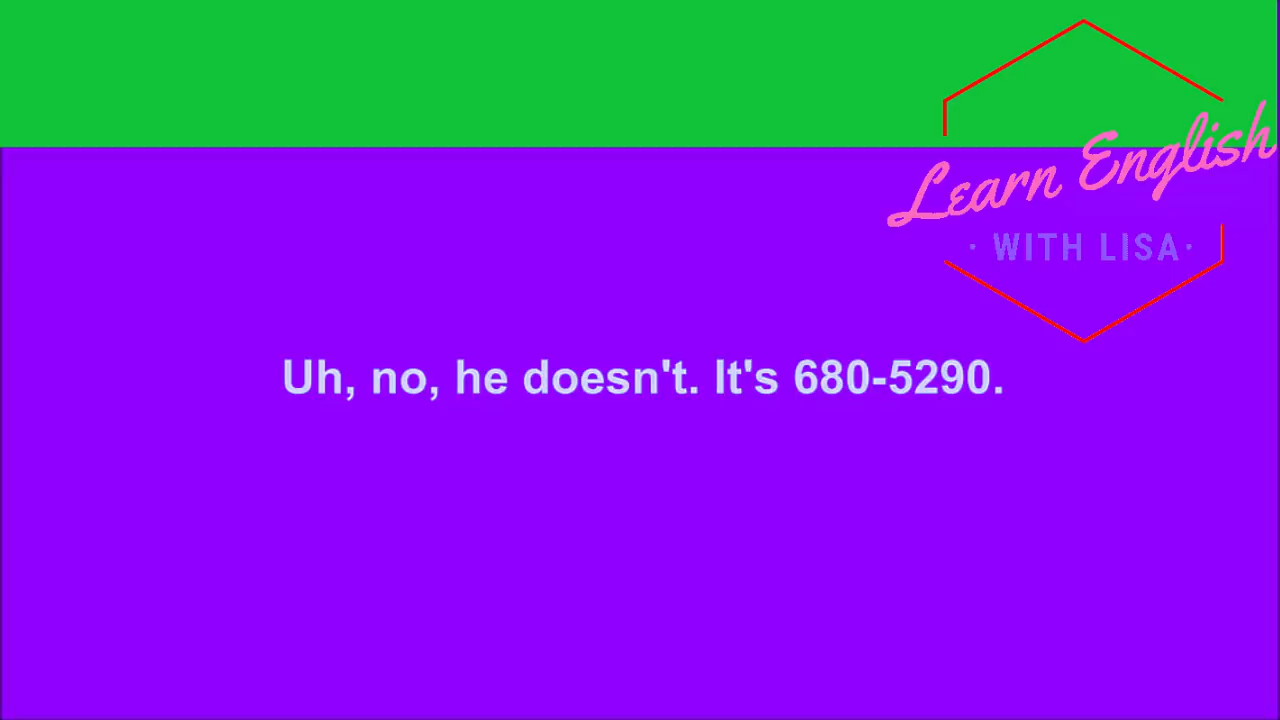 Learn English
· WITH LISA·
Uh, no, he doesn't. It's 680-5290.